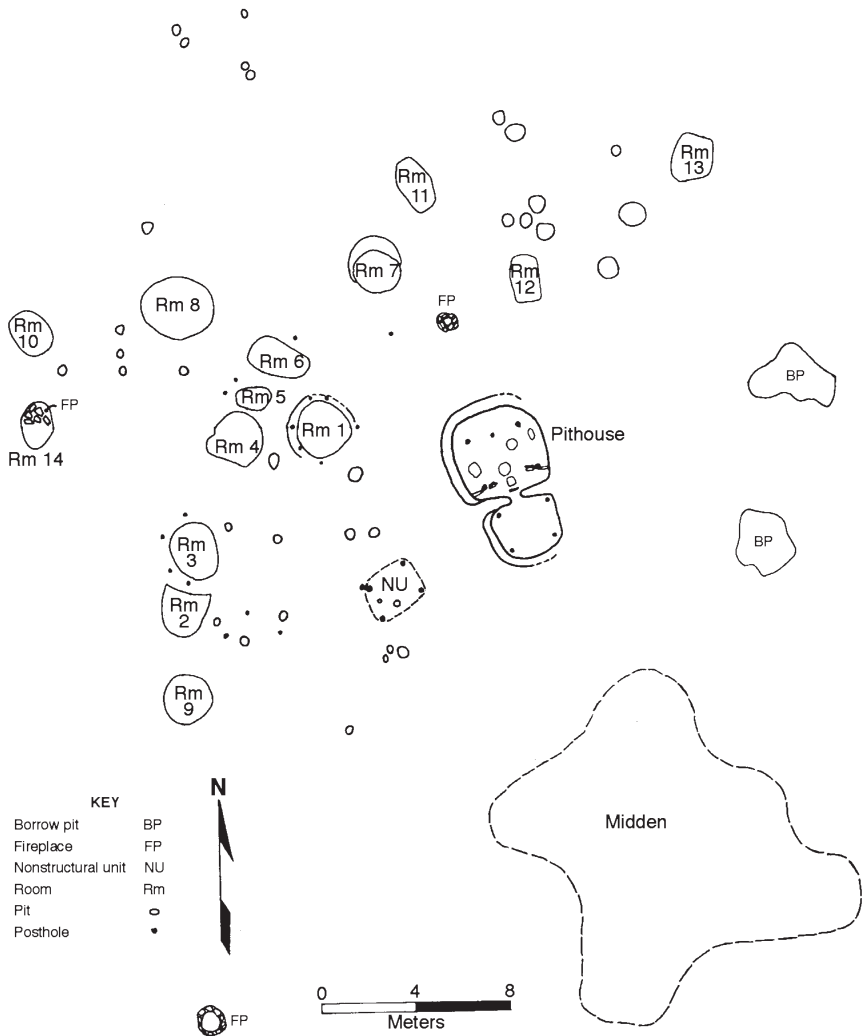 Rm
13
Rm
11
Rm 7
Rm
12
Rm 8
FP
Rm
10
Rm 6
BP
Rm 5
FP
Rm 1
Rm 4
Pithouse
Rm 14
Rm
3
BP
NU
Rm
2
Rm
9
N
KEY
Borrow pit BP
Fireplace FP
Nonstructural unit NU
Room Rm
Pit
Posthole
Midden
0 4 8
Meters
FP